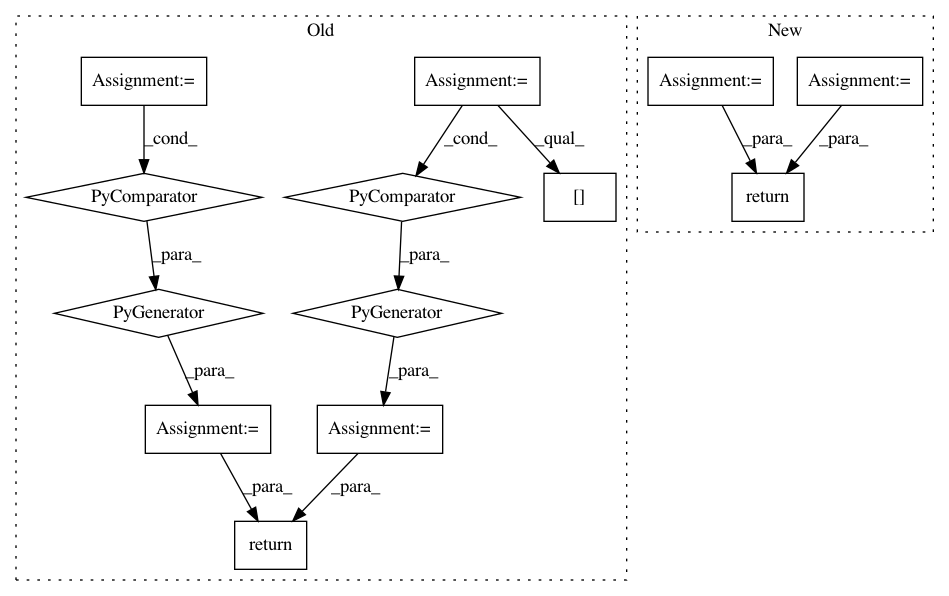 Old
New
Assignment:=
Assignment:=
Assignment:=
Assignment:=
_cond_
_cond_
_qual_
_para_
_para_
PyComparator
PyComparator
[]
return
_para_
_para_
PyGenerator
PyGenerator
_para_
_para_
Assignment:=
Assignment:=
_para_
_para_
return